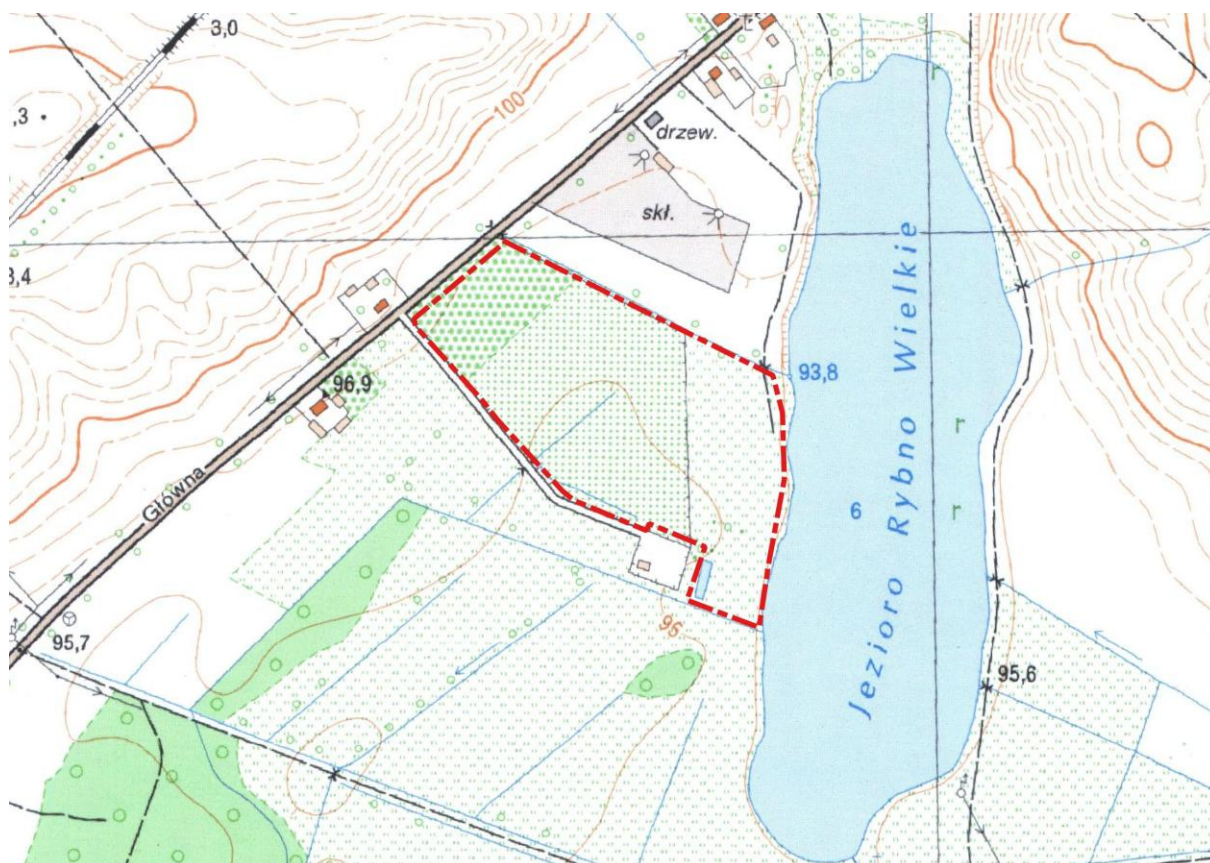 3,0
100
,3
drzew.
skł.
3,4
93,8
96,9
Główna
Jezioro Rybno Wielkie
r
r
r
6
95
95,7
95,6